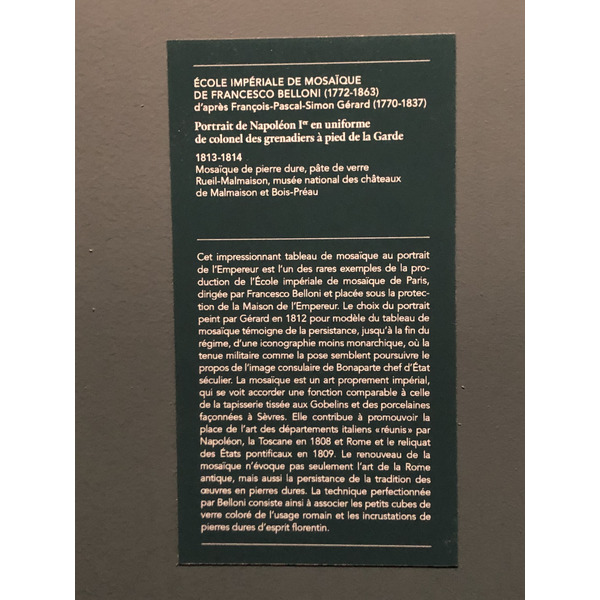 ÉCOLE IMPÉRIALE DE MOSAÏQUE
DE FRANCESCO BELLONI (1772-1863)
d'après François-Pascal-Simon Gérard (1770-1837)
Portrait de Napoléon Ier en uniforme
de colonel des grenadiers à pied de la Garde
1813-1814
Mosaïque de pierre dure, pâte de verre
Rueil-Malmaison, musée national des châteaux
de Malmaison et Bois-Préau
Cet impressionnant tableau de mosaïque au portrait
de l'Empereur est l'un des rares exemples de la pro-
duction de l'École impériale de mosaïque de Paris,
dirigée par Francesco Belloni et placée sous la protec-
tion de la Maison de l'Empereur. Le choix du portrait
peint par Gérard en 1812 pour modèle du tableau de
mosaïque témoigne de la persistance, jusqu'à la fin du
régime, d'une iconographie moins monarchique, où la
tenue militaire comme la pose semblent poursuivre le
propos de l'image consulaire de Bonaparte chef d'État
séculier. La mosaïque est un art proprement impérial,
qui se voit accorder une fonction comparable à celle
de la tapisserie tissée aux Gobelins et des porcelaines
façonnées à Sèvres. Elle contribue à promouvoir la
place de l'art des départements italiens «réunis» par
Napoléon, la Toscane en 1808 et Rome et le reliquat
des États pontificaux en 1809. Le renouveau de la
mosaïque n'évoque pas seulement l'art de la Rome
antique, mais aussi la persistance de la tradition des
œuvres en pierres dures. La technique perfectionnée
par Belloni consiste ainsi à associer les petits cubes de
verre coloré de l'usage romain et les incrustations de
pierres dures d'esprit florentin.